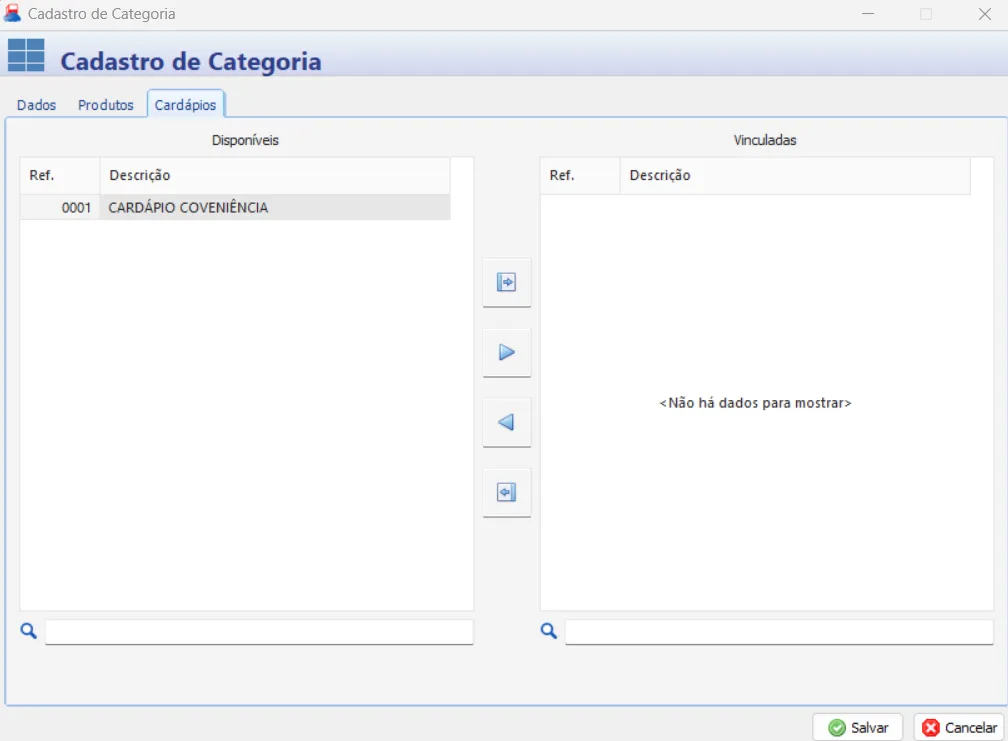 Cadastro de Categoria
Cadastro de Categoria
Dados Produtos Cardápios
Disponíveis Vinculadas
Ref. Descrição Ref. Descrição
0001 CARDÁPIO COVENIÊNCIA
<Não há dados para mostrar>
Salvar Cancelar